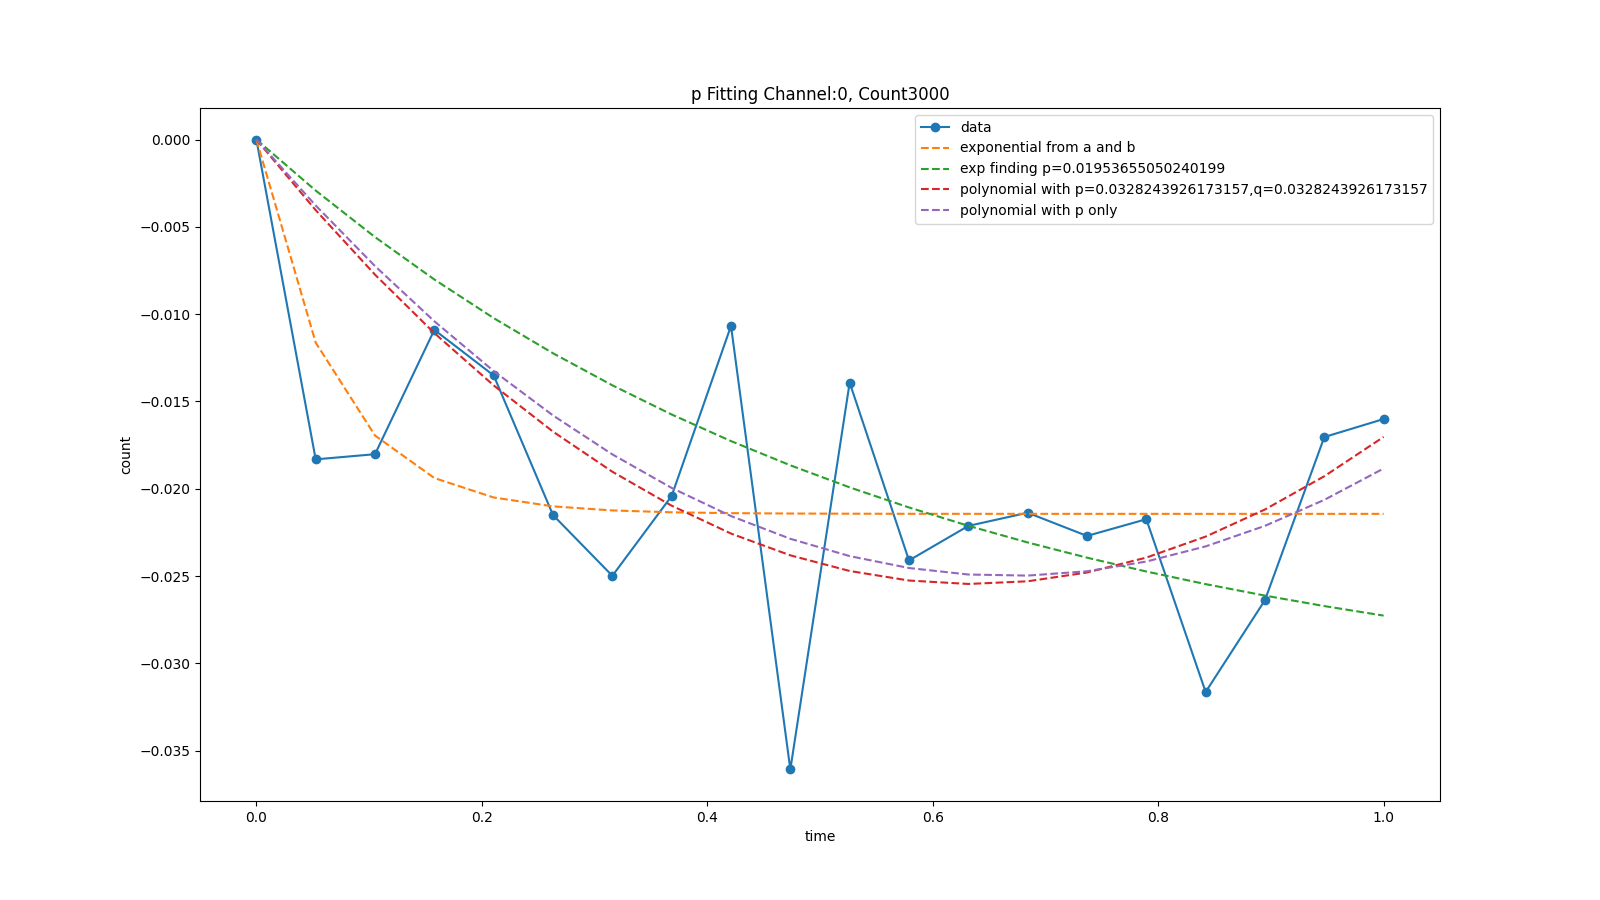 p Fitting Channel:0, Count3000
data
exponential from a and b
exp finding p=0.01953655050240199
polynomial with p=0.0328243926173157,q=0.0328243926173157
polynomial with p only
0.000
−0.005
−0.010
−0.015
−0.020
−0.025
−0.030
−0.035
count
0.0 0.2 0.4 0.6 0.8 1.0
time